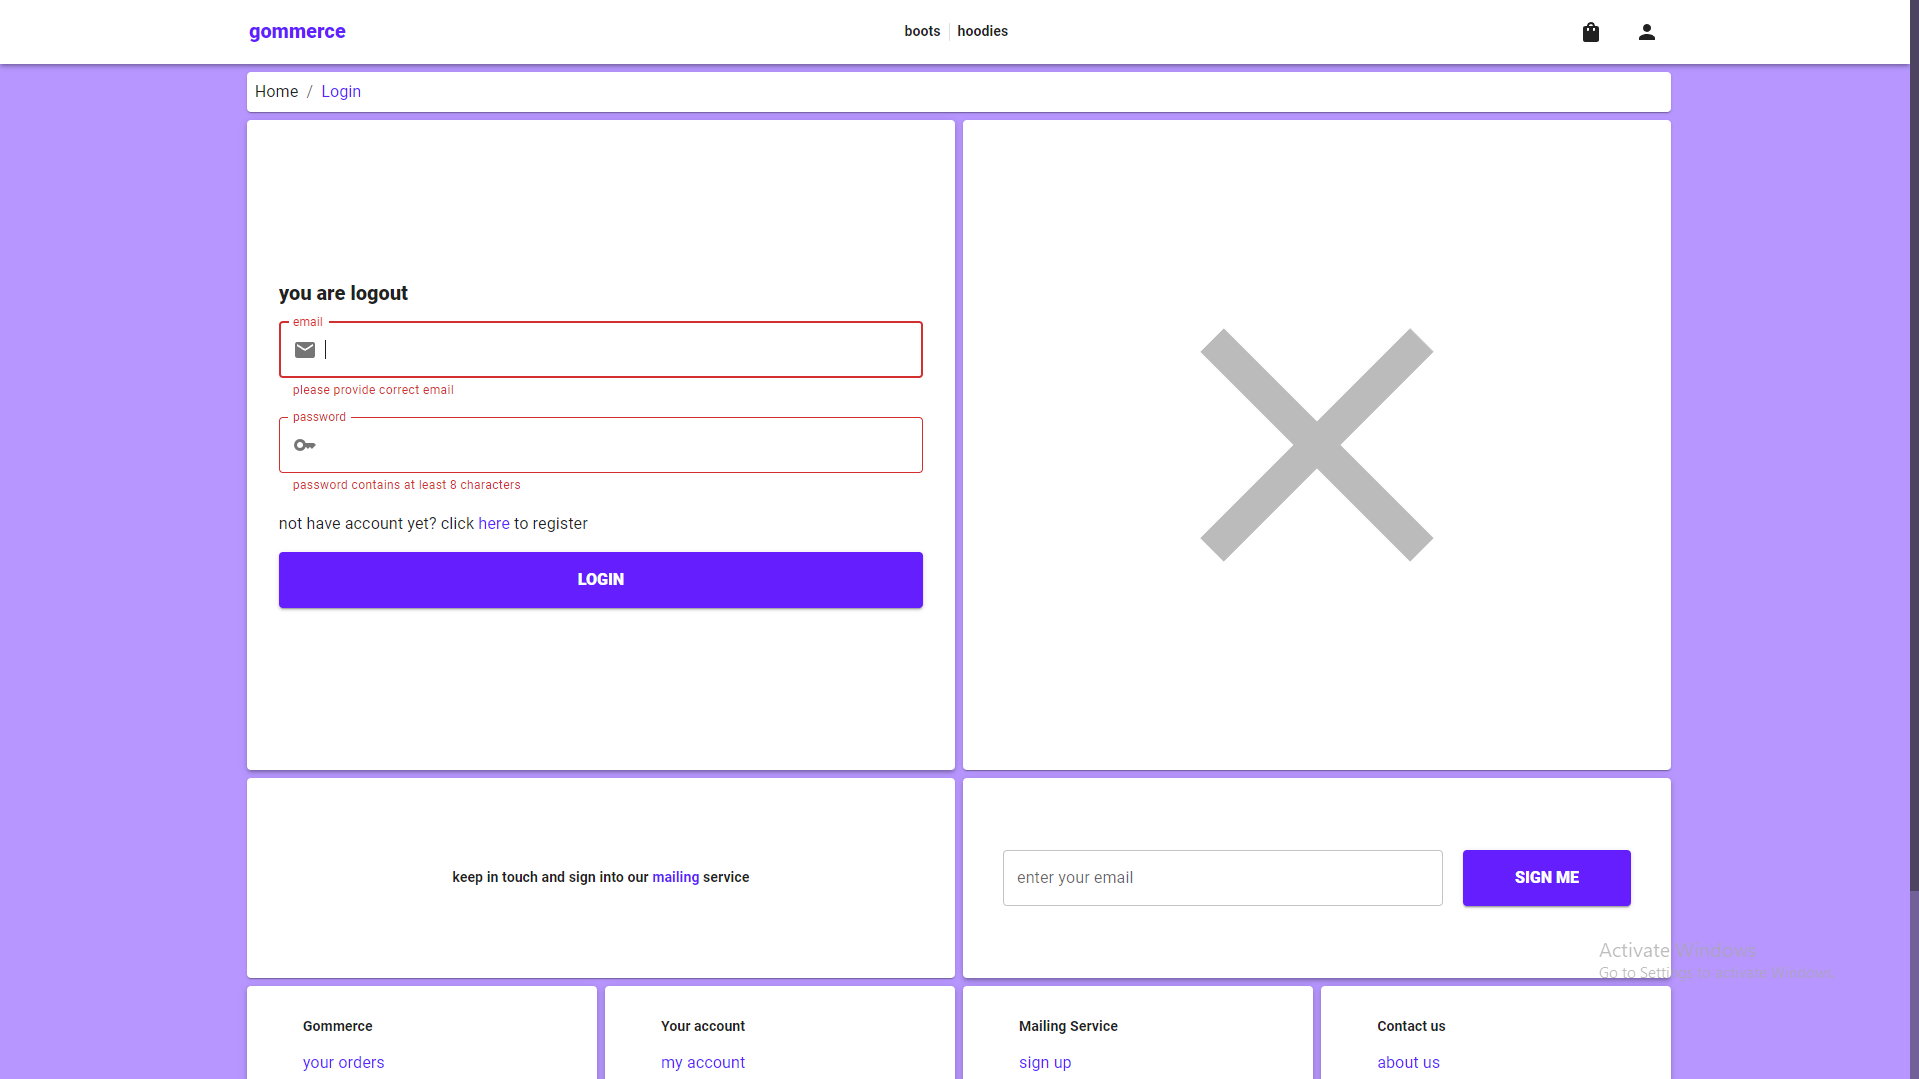 gommerce
boots
hoodies
Home / Login
you are logout
email
please provide correct email
password
password contains at least 8 characters
not have account yet? click here to register
LOGIN
keep in touch and sign into our mailing service
enter your email
SIGN ME
Activate Windows
Go to Settings to activate Windows.
Gommerce
Your account
Mailing Service
Contact us
your orders
my account
sign up
about us